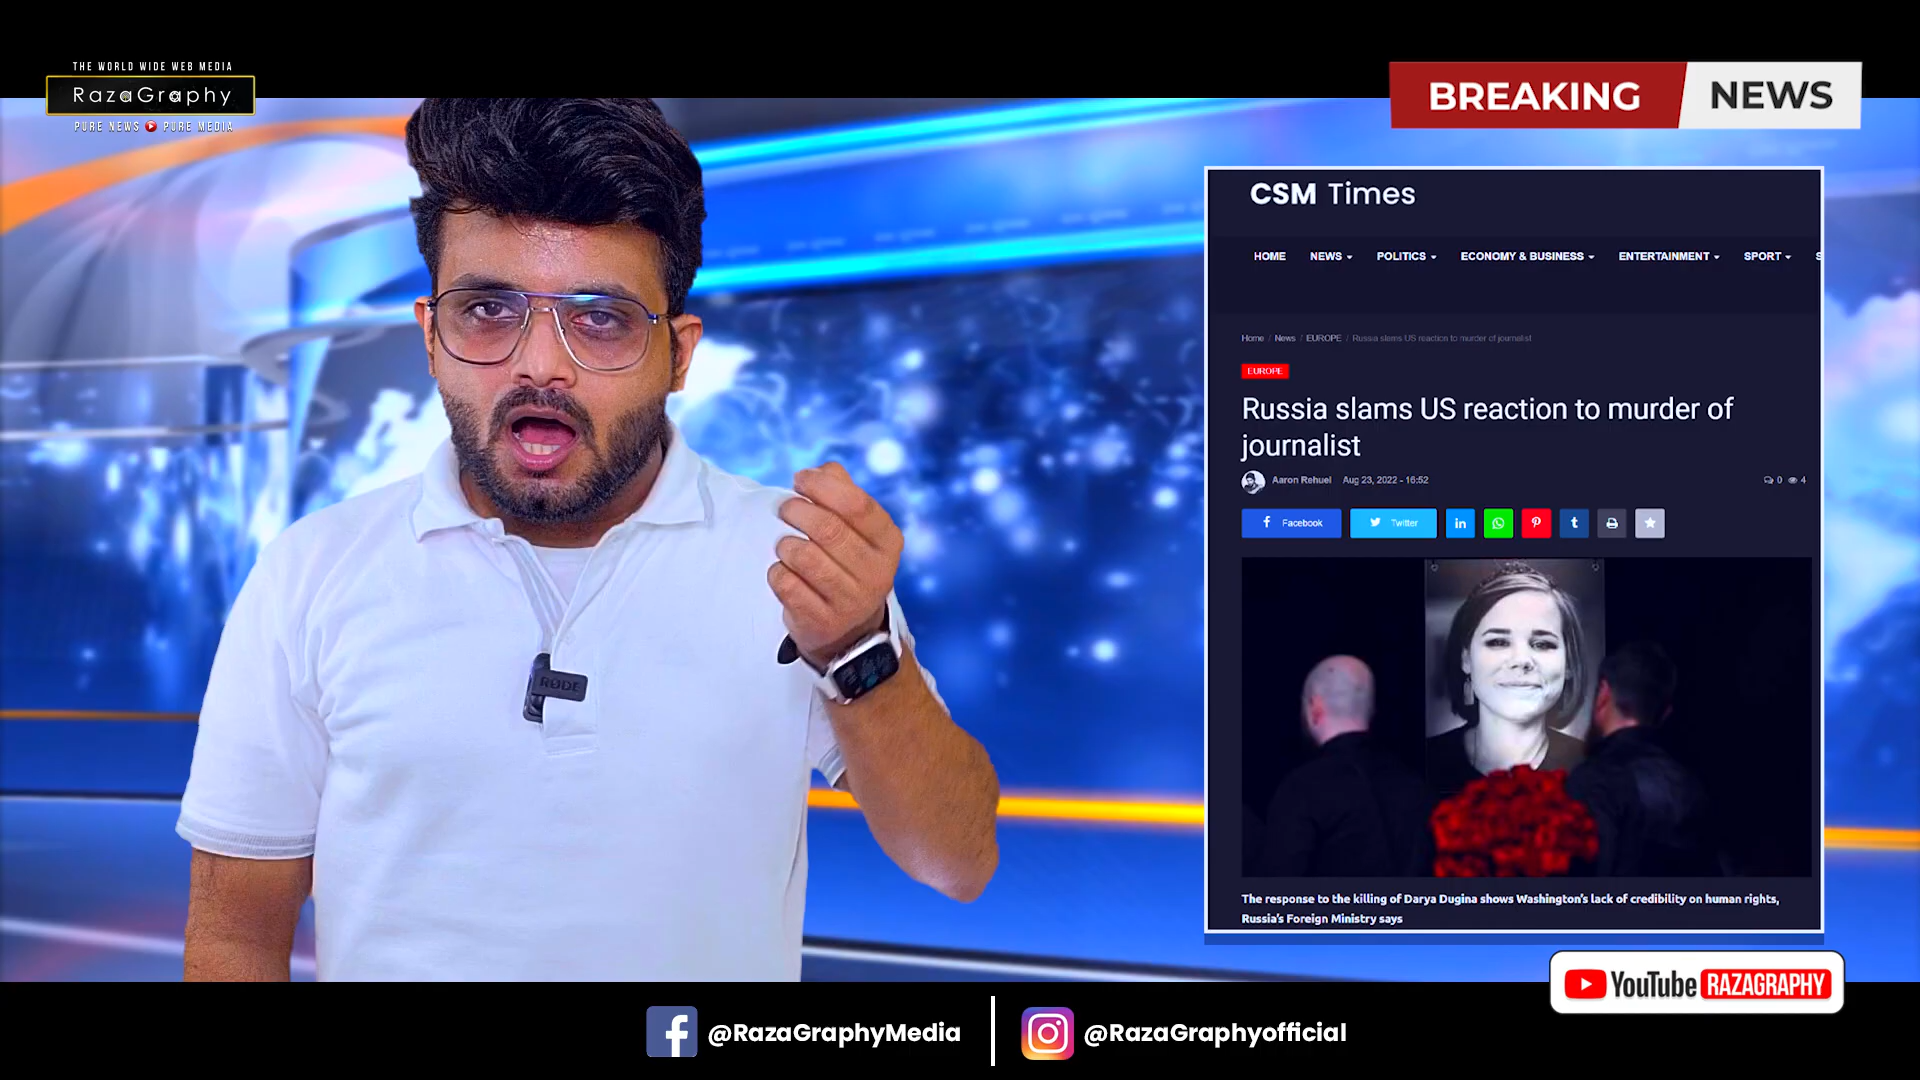 THE WORLD WIDE WEB MEDIA
RazaGraphy
PURE NEWS PURE MEDIA
BREAKING NEWS
CSM Times
HOME NEWS POLITICS ECONOMY & BUSINESS ENTERTAINMENT SPORT S
Home / News / EUROPE / Russia slams US reaction to murder of journalist
EUROPE
Russia slams US reaction to murder of
journalist
Aaron Rehuel Aug 23, 2022 - 16:52 0 4
Facebook Twitter
RØDE
The response to the killing of Darya Dugina shows Washington's lack of credibility on human rights,
Russia's Foreign Ministry says
YouTube RAZAGRAPHY
@RazaGraphyMedia
@RazaGraphyofficial